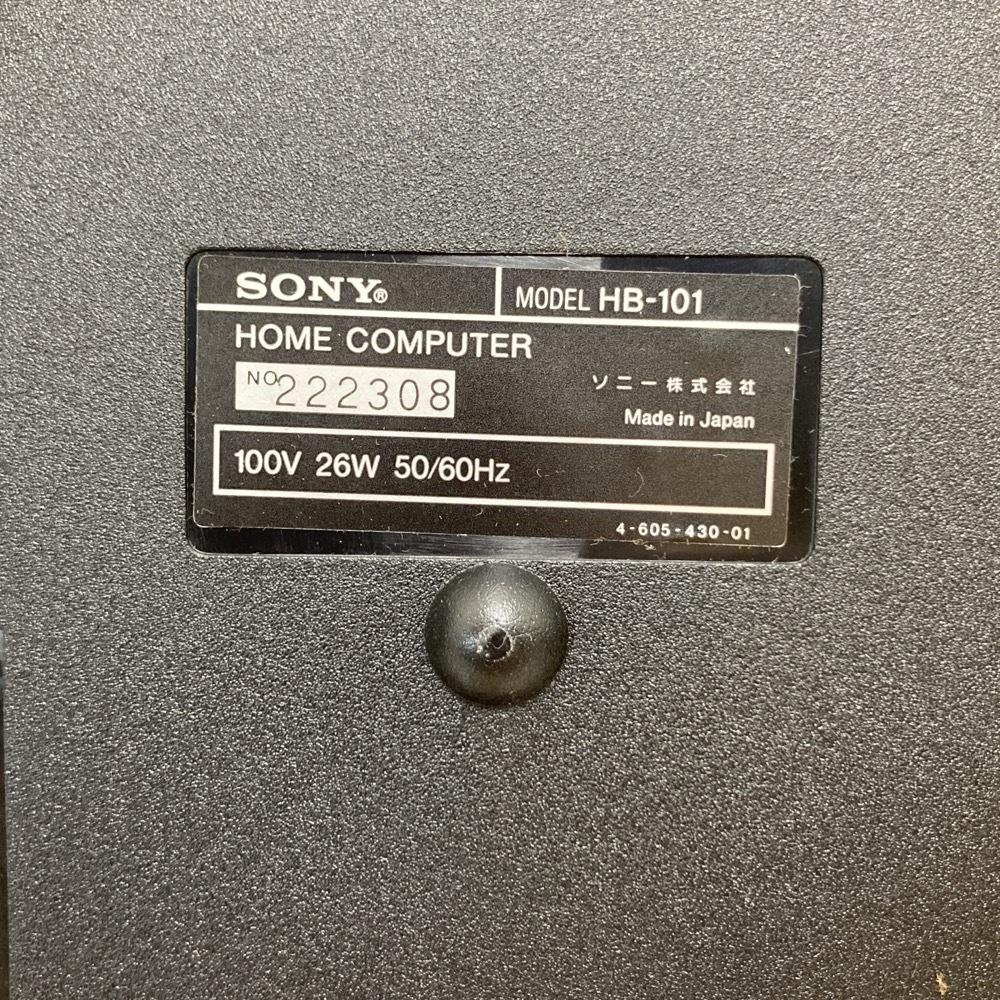 SONY® MODEL HB-101
HOME COMPUTER
NO. 222308
ソニー株式会社
Made in Japan
100V 26W 50/60Hz
4-605-430-01